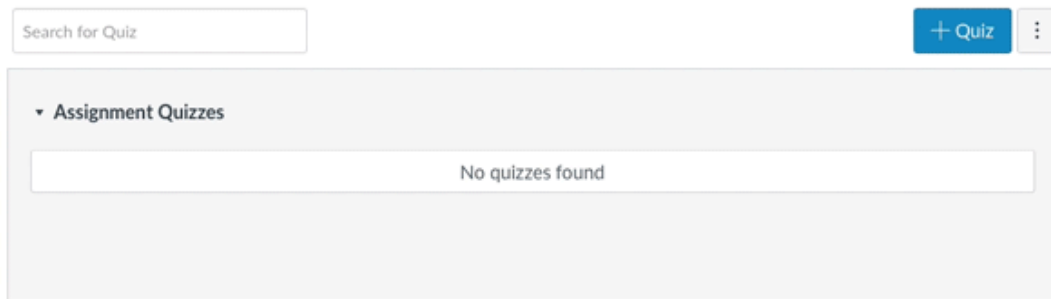 Search for Quiz
+ Quiz
Assignment Quizzes
No quizzes found